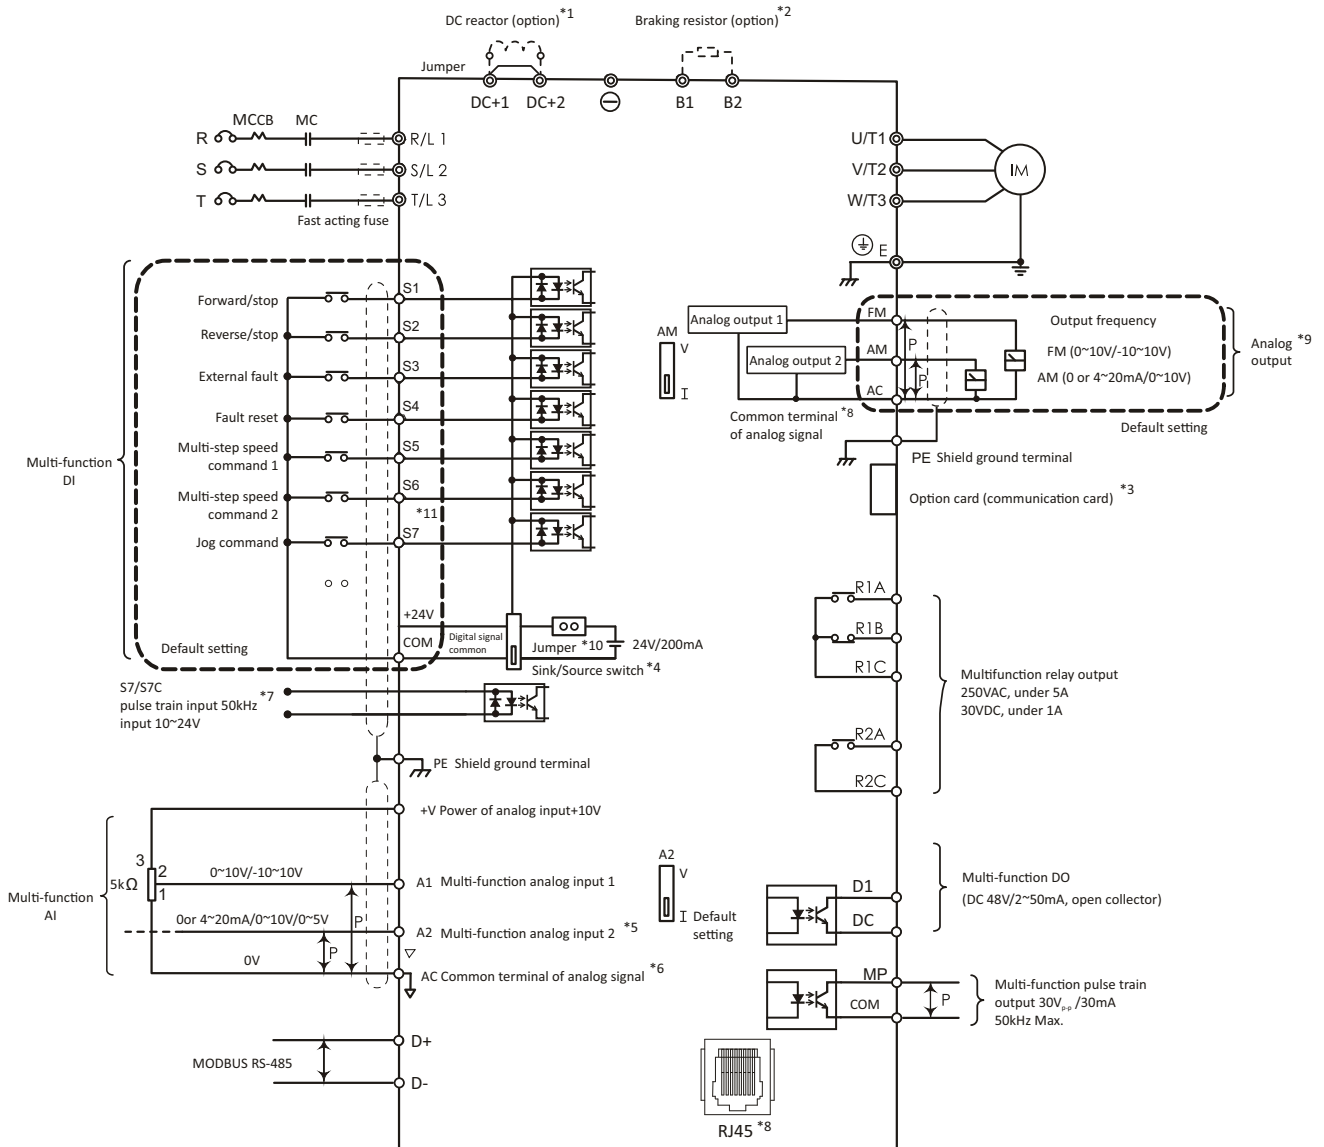 DC reactor (option) *1
Braking resistor (option) *2
Jumper
DC+1
DC+2
B1
B2
MCCB
MC
R
R/L 1
S
S/L 2
T
T/L 3
Fast acting fuse
U/T1
V/T2
W/T3
IM
E
Multi-function
DI
Forward/stop
S1
Reverse/stop
S2
External fault
S3
Fault reset
S4
Multi-step speed
command 1
S5
Multi-step speed
command 2
S6
*11
Jog command
S7
+24V
COM
Default setting
Digital signal
common
Jumper *10
24V/200mA
Sink/Source switch *4
S7/S7C
pulse train input 50kHz *7
input 10~24V
PE Shield ground terminal
AM
V
I
Analog output 1
Analog output 2
FM
AM
AC
P
P
Output frequency
FM (0~10V/-10~10V)
AM (0 or 4~20mA/0~10V)
Analog *9
output
Common terminal *8
of analog signal
Default setting
PE Shield ground terminal
Option card (communication card) *3
R1A
R1B
R1C
R2A
R2C
Multifunction relay output
250VAC, under 5A
30VDC, under 1A
Multi-function
AI
+V Power of analog input+10V
3
2
1
5kΩ
0~10V/-10~10V
A1 Multi-function analog input 1
0or 4~20mA/0~10V/0~5V
A2 Multi-function analog input 2 *5
P
P
0V
AC Common terminal of analog signal *6
D+
MODBUS RS-485
D-
A2
V
I Default
setting
D1
DC
Multi-function DO
(DC 48V/2~50mA, open collector)
MP
COM
P
Multi-function pulse train
output 30Vp-p /30mA
50kHz Max.
RJ45 *8